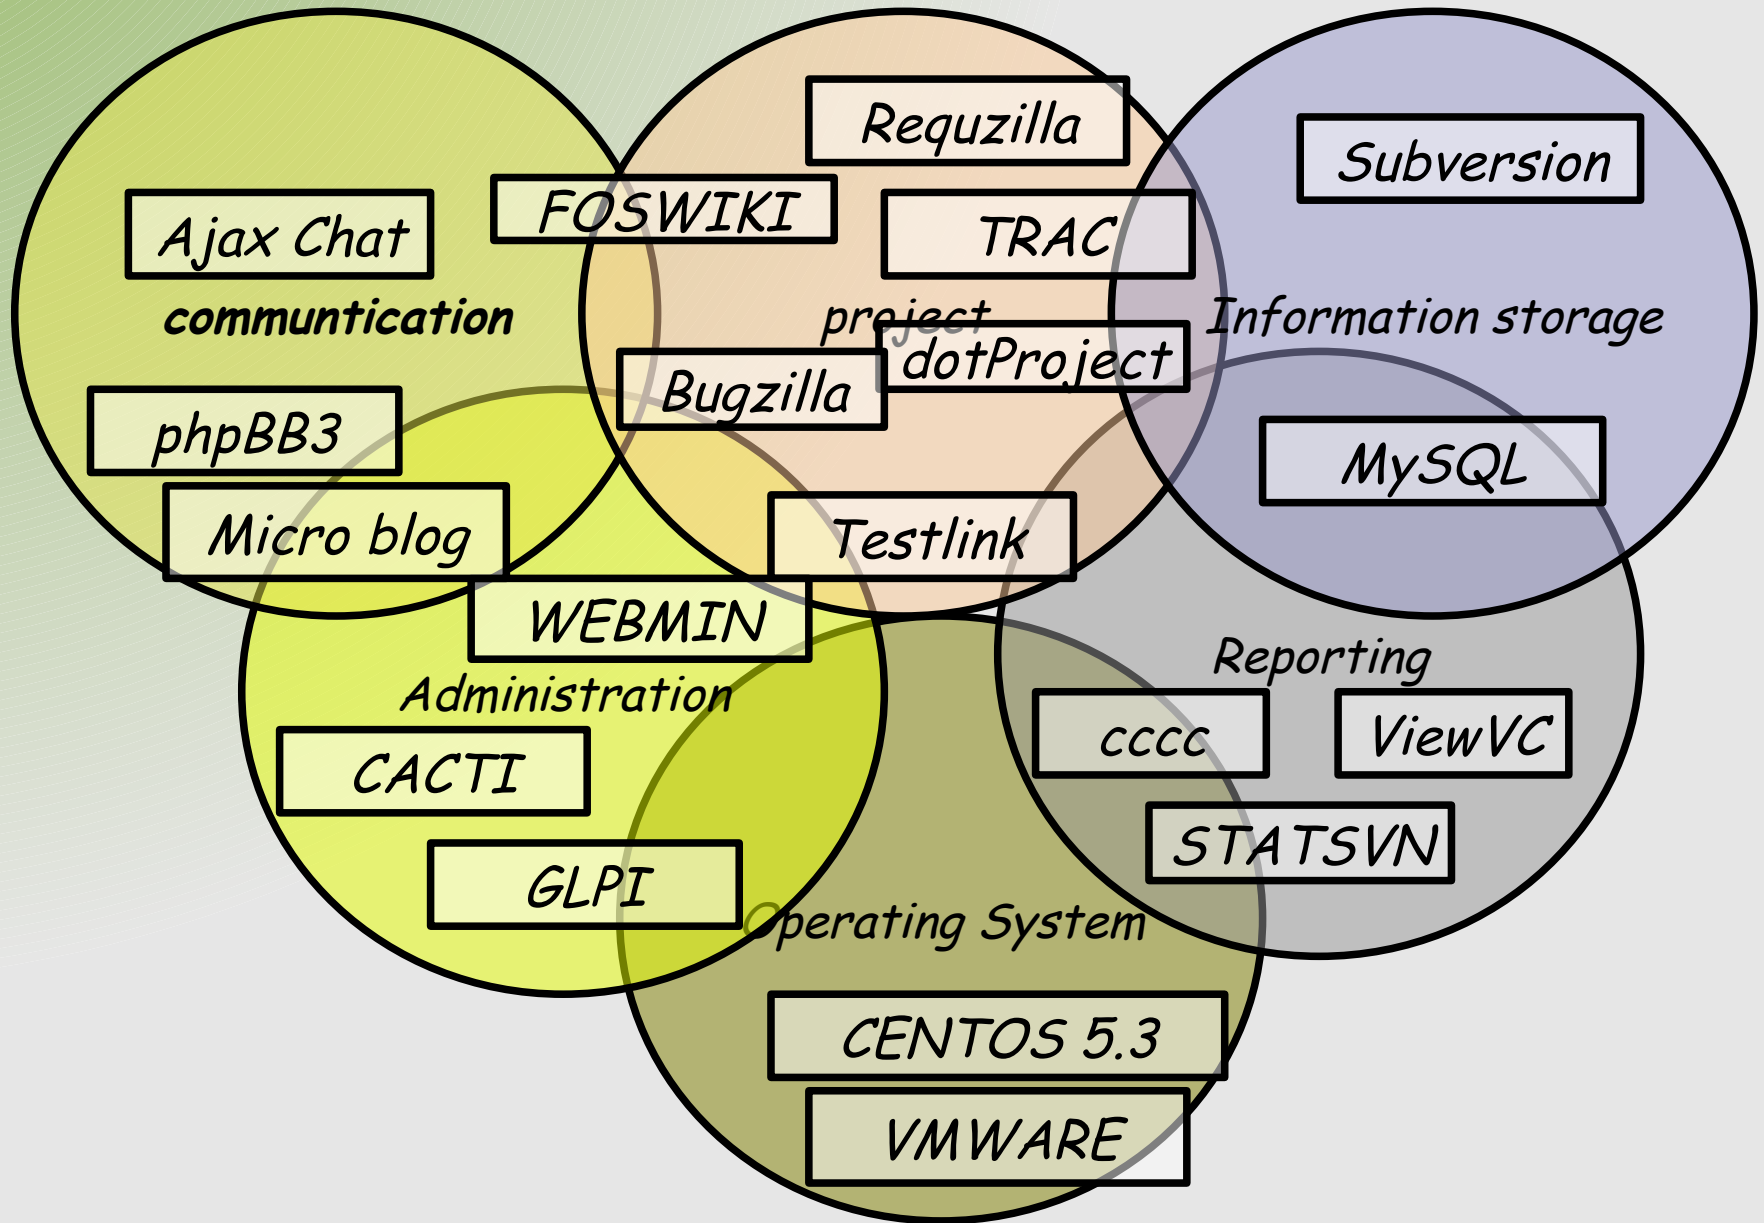 Requzilla
Subversion
Ajax Chat
FOSWIKI
TRAC
communtication
project
Information storage
dotProject
Bugzilla
phpBB3
MySQL
Micro blog
Testlink
WEBMIN
Reporting
Administration
cccc
ViewVC
CACTI
STATSVN
GLPI
Operating System
CENTOS 5.3
VMWARE